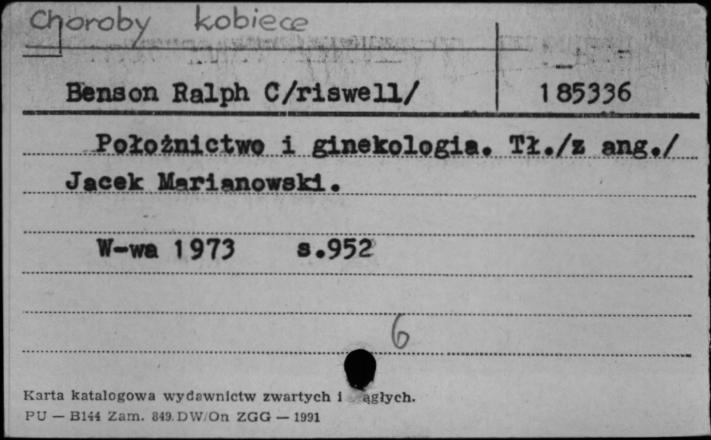 Choroby kobiece
Benson Ralph C/riswell/ 185336
Położnictwo i ginekologia. Tł./z ang./
Jacek Marianowski.
W-wa 1973 s.952
6
Karta katalogowa wydawnictw zwartych i ągłych.
PU — B144 Zam. 849. DW/On ZGG — 1991